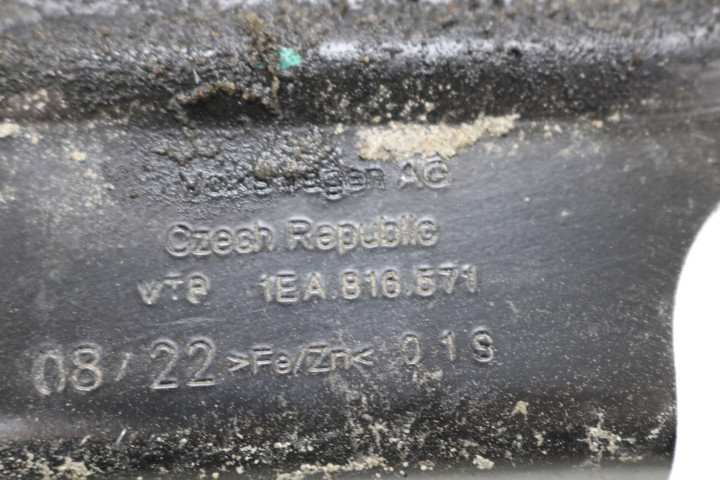 Volkswagen AG
Czech Republic
VTP 1EA.816.571
08/22 >Fe/Zn< 01S